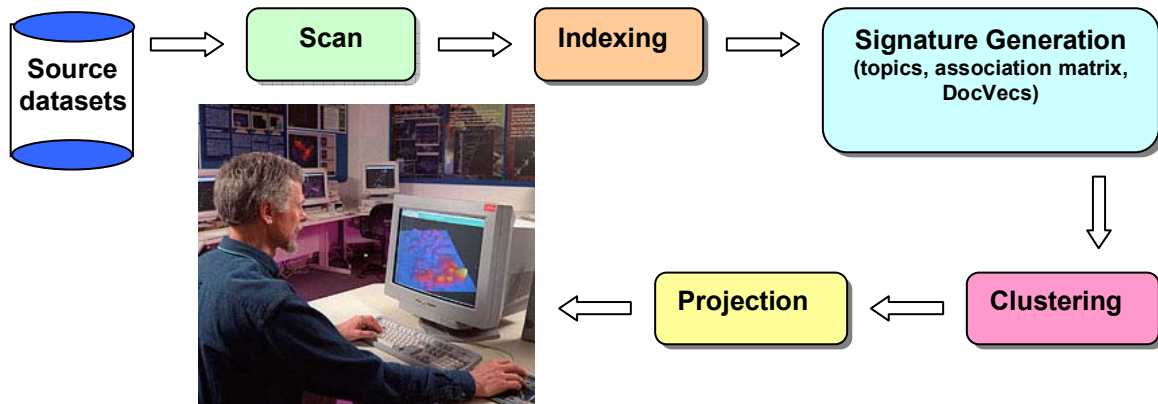 Source
datasets
Scan
Indexing
Signature Generation
(topics, association matrix,
DocVecs)
Clustering
Projection